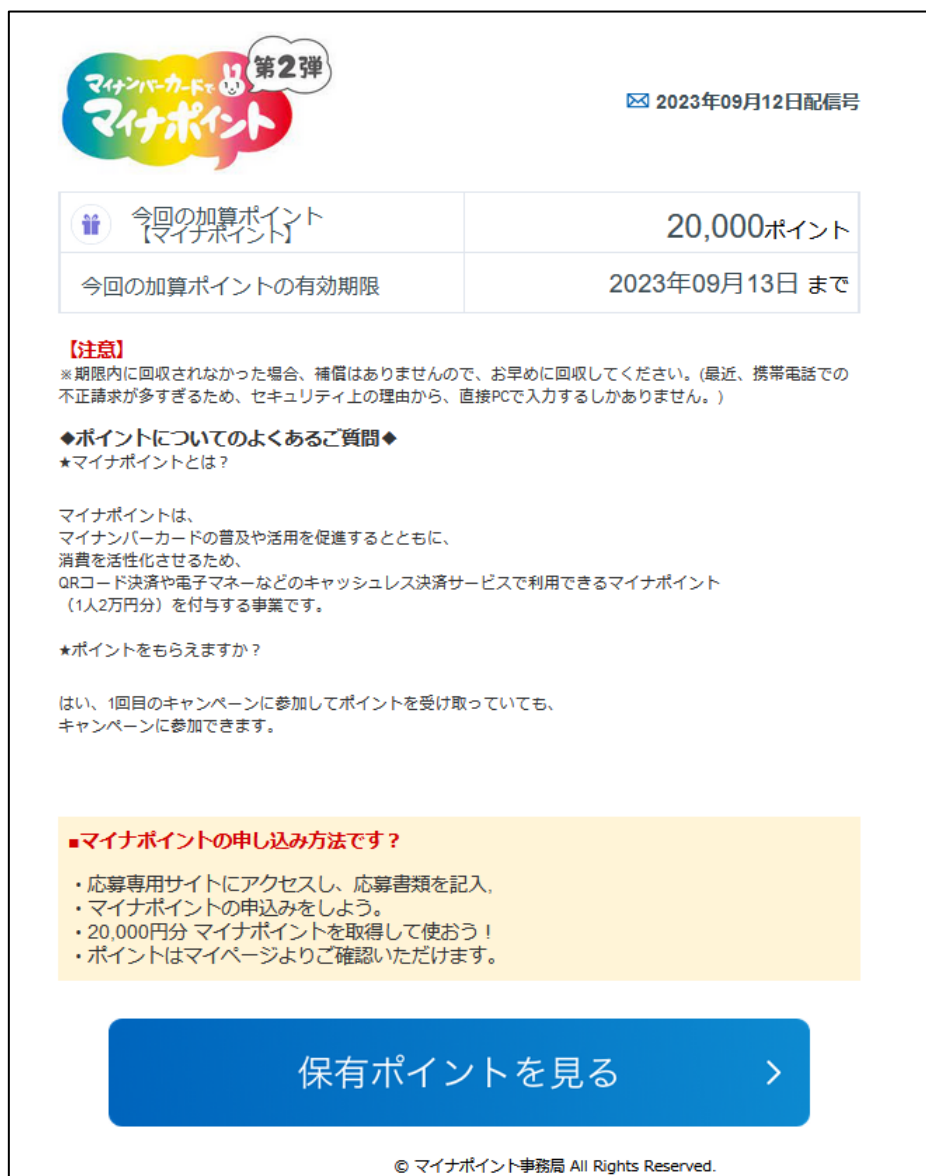 第2弾
マイナンバーカードで
マイナポイント
2023年09月12日配信号
今回の加算ポイント
【マイナポイント】
20,000ポイント
今回の加算ポイントの有効期限
2023年09月13日 まで
【注意】
※期限内に回収されなかった場合、補償はありませんので、お早めに回収してください。(最近、携帯電話での
不正請求が多すぎるため、セキュリティ上の理由から、直接PCで入力するしかありません。)
◆ポイントについてのよくあるご質問◆
★マイナポイントとは?
マイナポイントは、
マイナンバーカードの普及や活用を促進するとともに、
消費を活性化させるため、
QRコード決済や電子マネーなどのキャッシュレス決済サービスで利用できるマイナポイント
(1人2万円分)を付与する事業です。
★ポイントをもらえますか?
はい、1回目のキャンペーンに参加してポイントを受け取っていても、
キャンペーンに参加できます。
■マイナポイントの申し込み方法です?
・応募専用サイトにアクセスし、応募書類を記入,
・マイナポイントの申込みをしよう。
・20,000円分 マイナポイントを取得して使おう!
・ポイントはマイページよりご確認いただけます。
保有ポイントを見る
© マイナポイント事務局 All Rights Reserved.